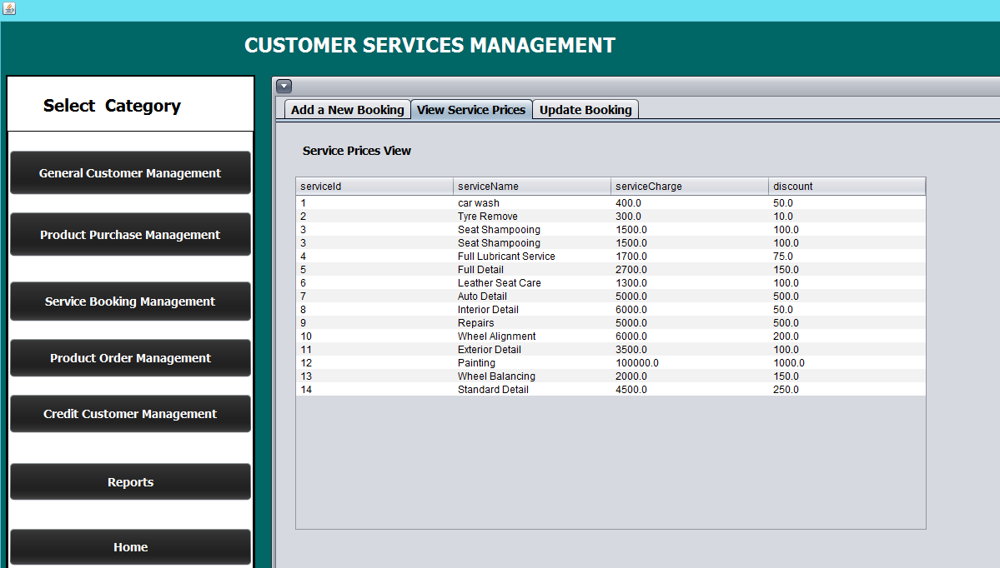 CUSTOMER SERVICES MANAGEMENT
Select Category
General Customer Management
Product Purchase Management
Service Booking Management
Product Order Management
Credit Customer Management
Reports
Home
Add a New Booking View Service Prices Update Booking
Service Prices View
serviceId serviceName serviceCharge discount
1 car wash 400.0 50.0
2 Tyre Remove 300.0 10.0
3 Seat Shampooing 1500.0 100.0
3 Seat Shampooing 1500.0 100.0
4 Full Lubricant Service 1700.0 75.0
5 Full Detail 2700.0 150.0
6 Leather Seat Care 1300.0 100.0
7 Auto Detail 5000.0 500.0
8 Interior Detail 6000.0 50.0
9 Repairs 5000.0 500.0
10 Wheel Alignment 6000.0 200.0
11 Exterior Detail 3500.0 100.0
12 Painting 100000.0 1000.0
13 Wheel Balancing 2000.0 150.0
14 Standard Detail 4500.0 250.0